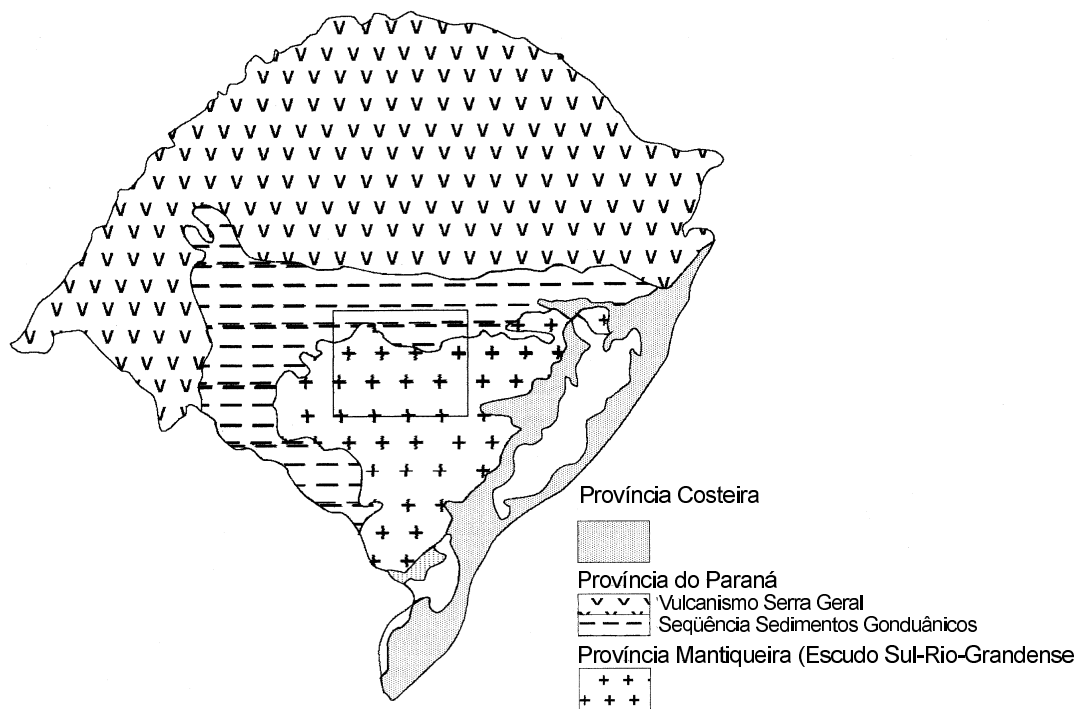 Província Costeira
Província do Paraná
Vulcanismo Serra Geral
Seqüência Sedimentos Gonduânicos
Província Mantiqueira (Escudo Sul-Rio-Grandense